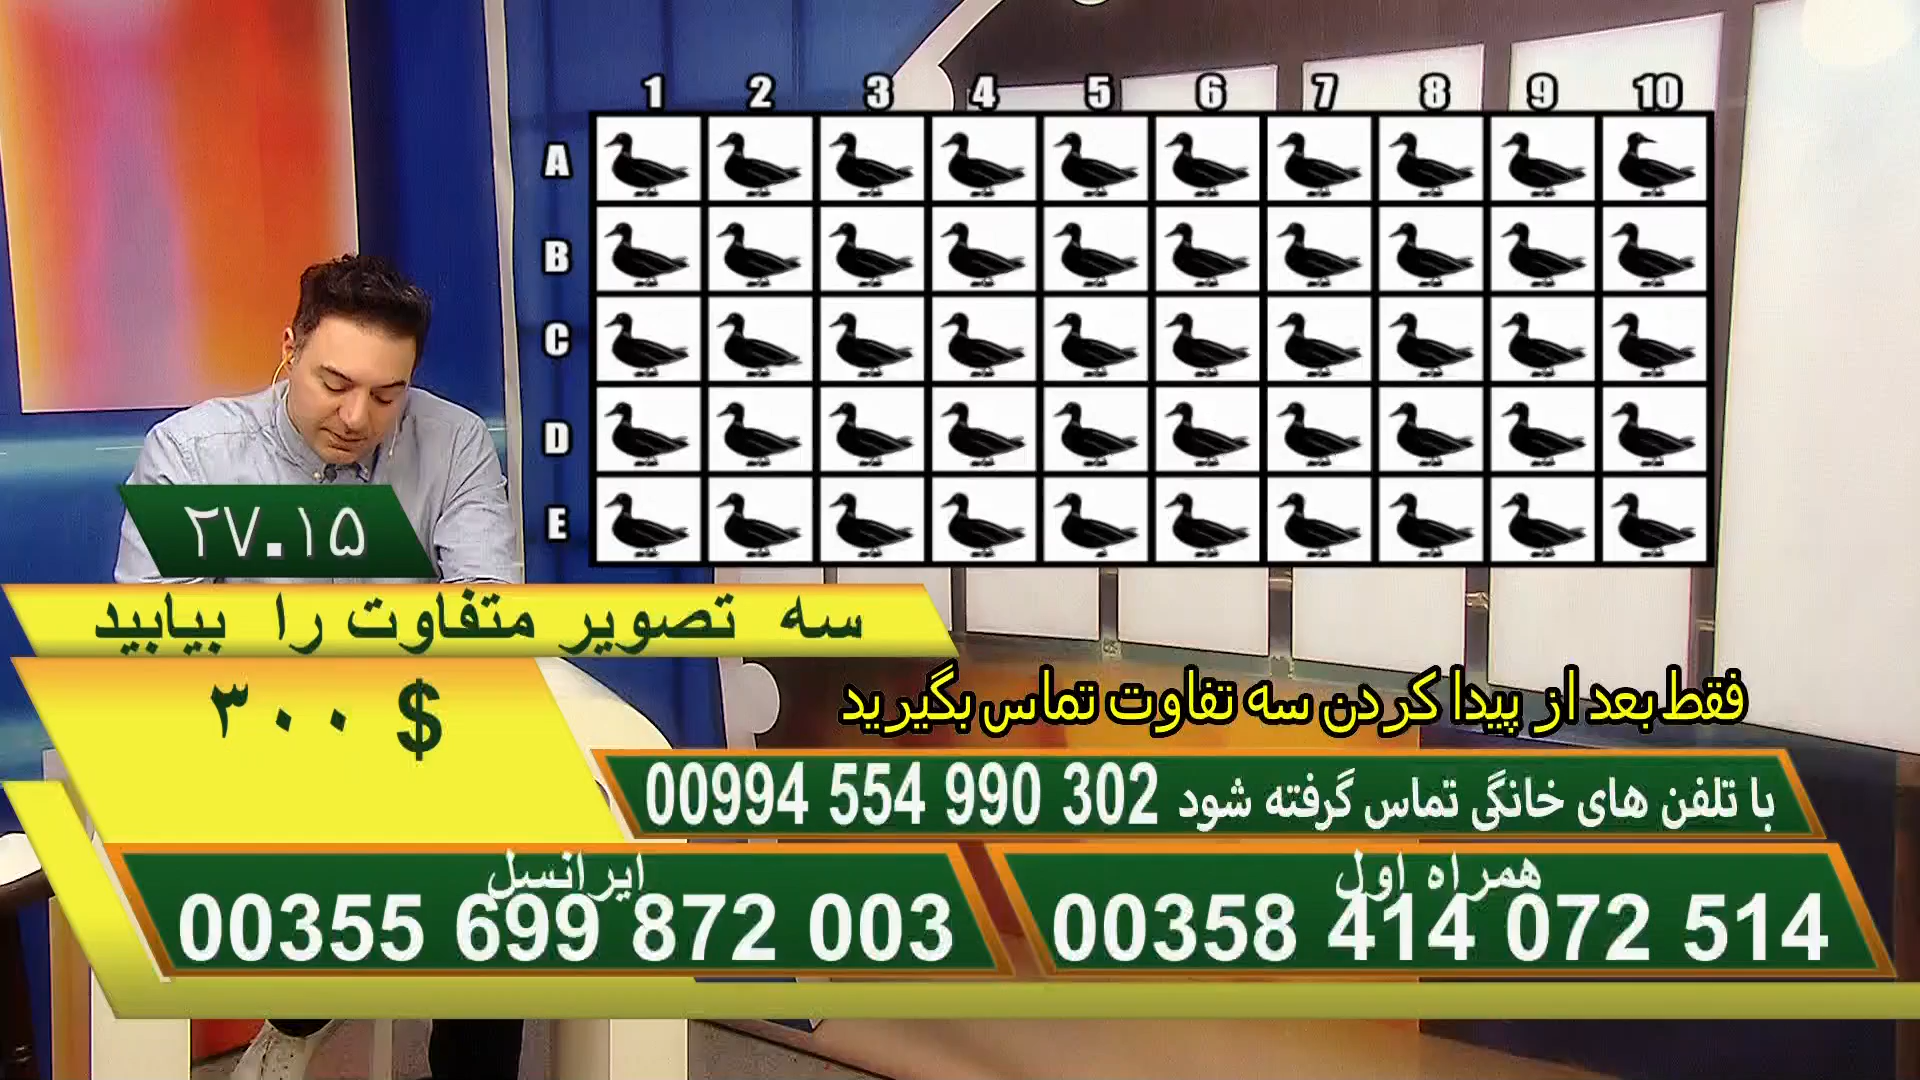 1 2 3 4 5 6 7 8 9 10
A
B
C
D
E
۲۷.۱۵
سه تصویر متفاوت را بیابید
۳۰۰ $
فقط بعد از پیدا کردن سه تفاوت تماس بگیرید
با تلفن های خانگی تماس گرفته شود 00994 554 990 302
ایرانسل
00355 699 872 003
همراه اول
00358 414 072 514